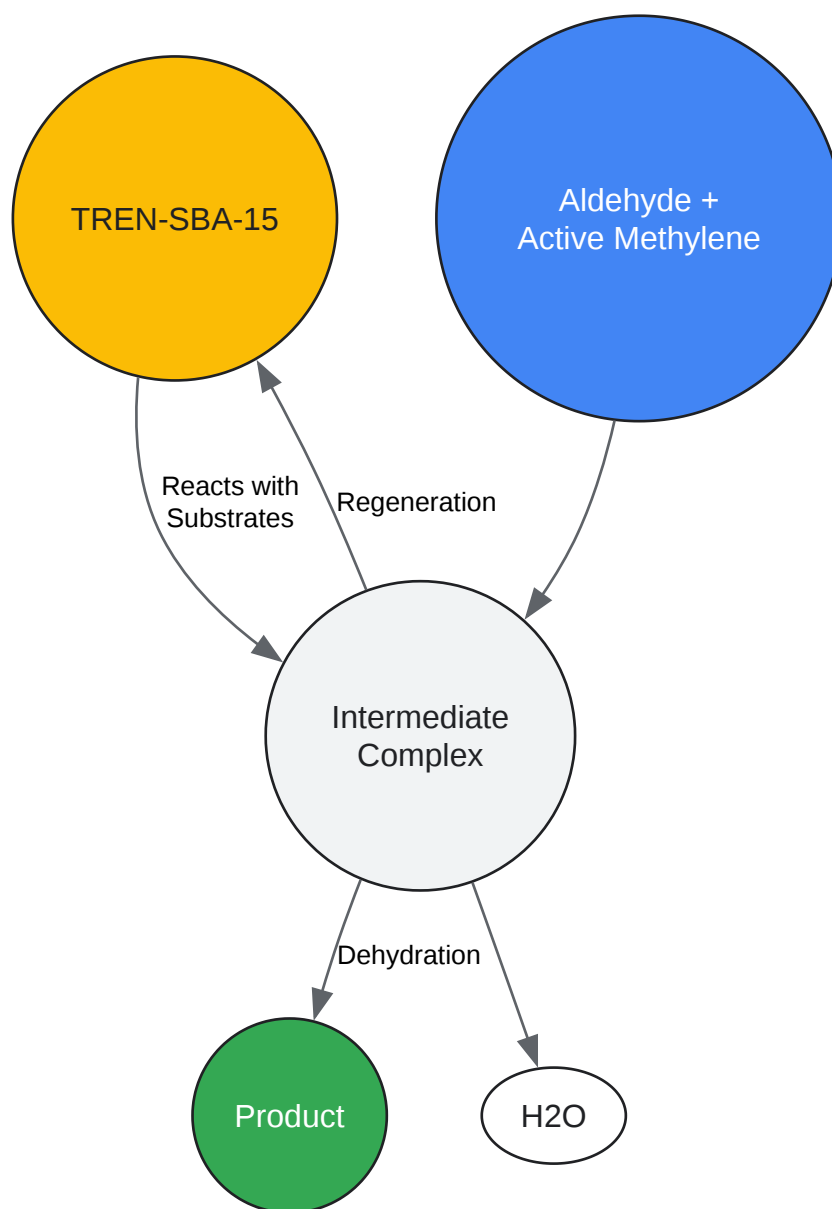 TREN-SBA-15
Aldehyde +
Active Methylene
Reacts with
Substrates
Regeneration
Intermediate
Complex
Dehydration
Product
H2O